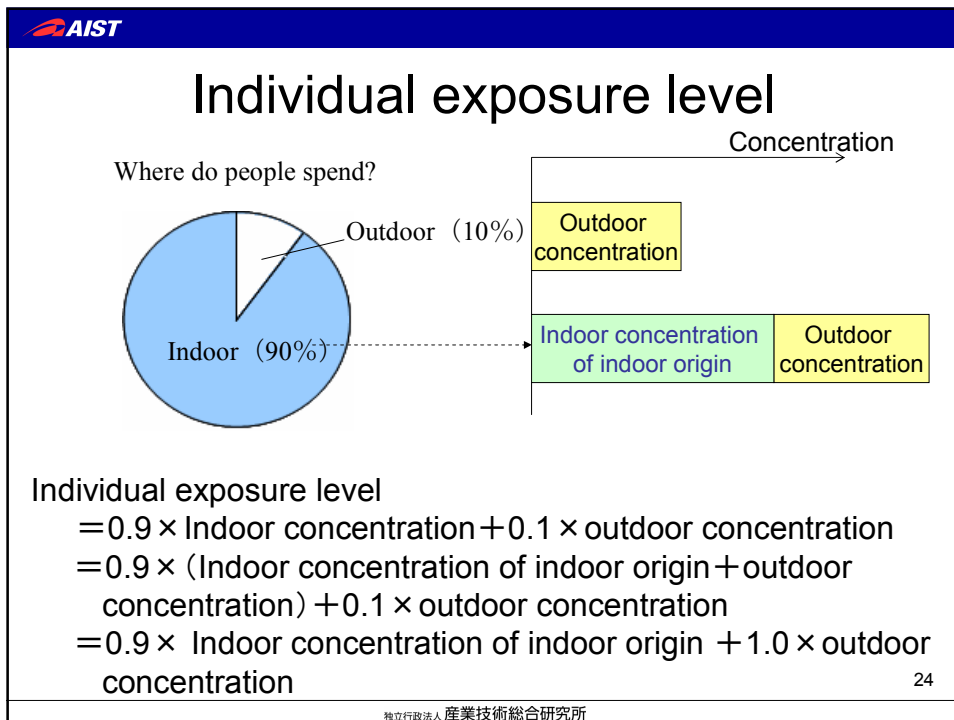 AIST
Individual exposure level
Concentration
Where do people spend?
Outdoor（10%）
Outdoor
concentration
Indoor（90%）
Indoor concentration
of indoor origin
Outdoor
concentration
Individual exposure level
＝0.9×Indoor concentration＋0.1×outdoor concentration
＝0.9×（Indoor concentration of indoor origin＋outdoor
concentration）＋0.1×outdoor concentration
＝0.9× Indoor concentration of indoor origin ＋1.0×outdoor
concentration
24
独立行政法人 産業技術総合研究所